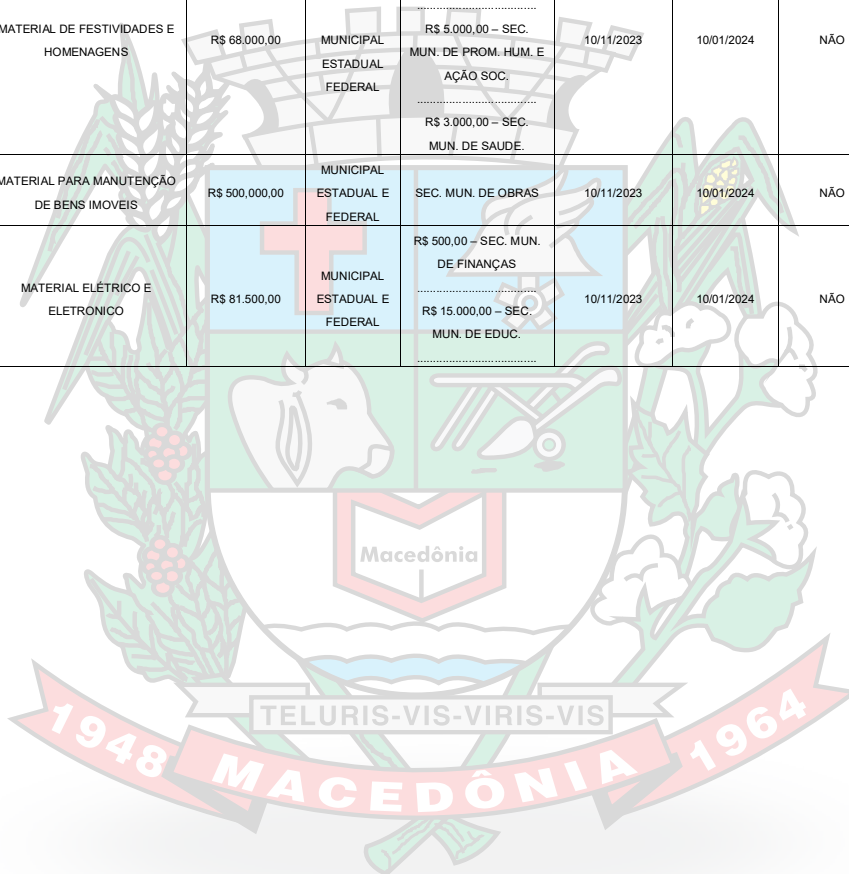 ....................................
MATERIAL DE FESTIVIDADES E
HOMENAGENS
R$ 68.000,00
MUNICIPAL
ESTADUAL
FEDERAL
R$ 5.000,00 – SEC.
MUN. DE PROM. HUM. E
AÇÃO SOC.
....................................
R$ 3.000,00 – SEC.
MUN. DE SAUDE.
10/11/2023
10/01/2024
NÃO
MATERIAL PARA MANUTENÇÃO
DE BENS IMOVEIS
R$ 500,000,00
MUNICIPAL
ESTADUAL E
FEDERAL
SEC. MUN. DE OBRAS
10/11/2023
10/01/2024
NÃO
MATERIAL ELÉTRICO E
ELETRONICO
R$ 81.500,00
MUNICIPAL
ESTADUAL E
FEDERAL
R$ 500,00 – SEC. MUN.
DE FINANÇAS
....................................
R$ 15.000,00 – SEC.
MUN. DE EDUC.
....................................
10/11/2023
10/01/2024
NÃO
Macedônia
TELURIS-VIS-VIRIS-VIS
1948 MACEDÔNIA 1964